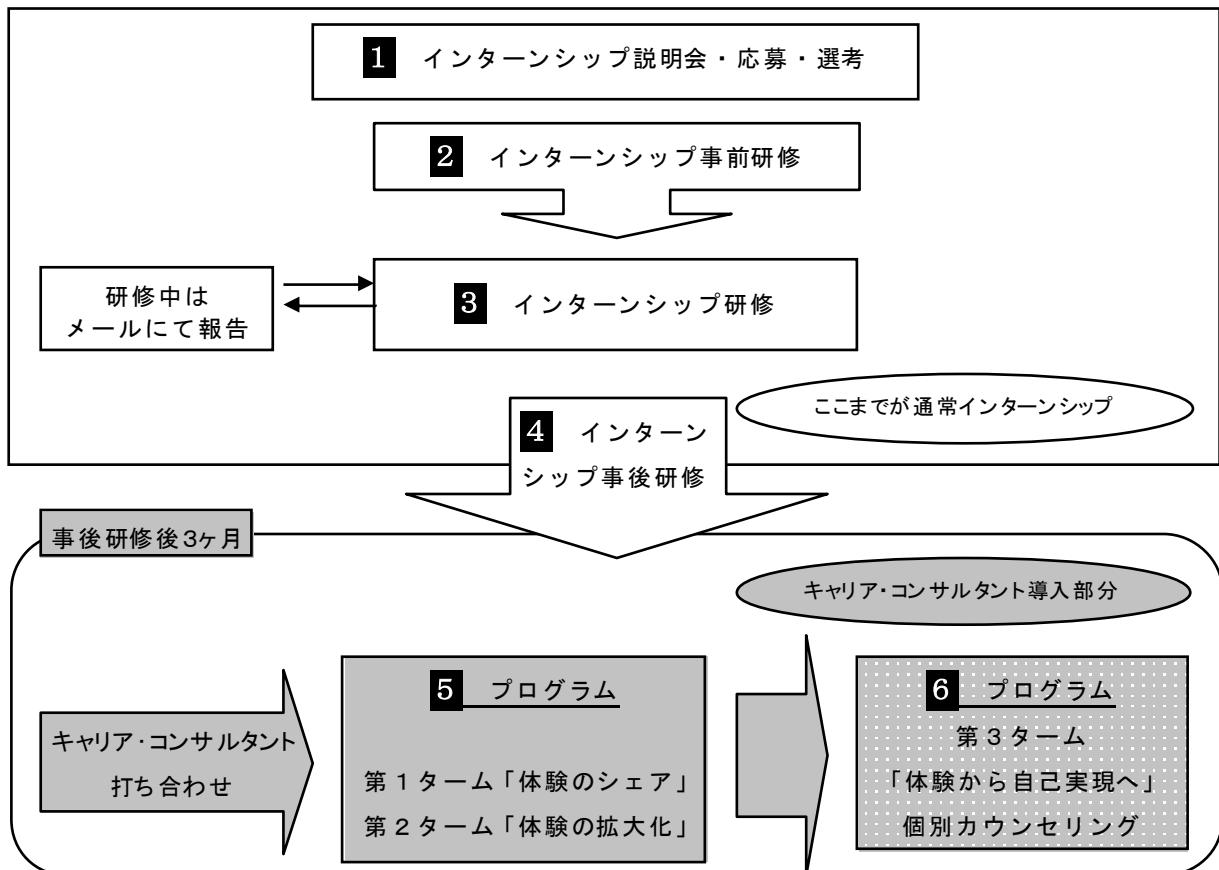 1 インターンシップ説明会・応募・選考
2 インターンシップ事前研修
研修中は
メールにて報告
3 インターンシップ研修
ここまでが通常インターンシップ
4 インターン
シップ事後研修
事後研修後3ヶ月
キャリア・コンサルタント導入部分
キャリア・コンサルタント
打ち合わせ
5 プログラム
第1ターム「体験のシェア」
第2ターム「体験の拡大化」
6 プログラム
第3ターム
「体験から自己実現へ」
個別カウンセリング